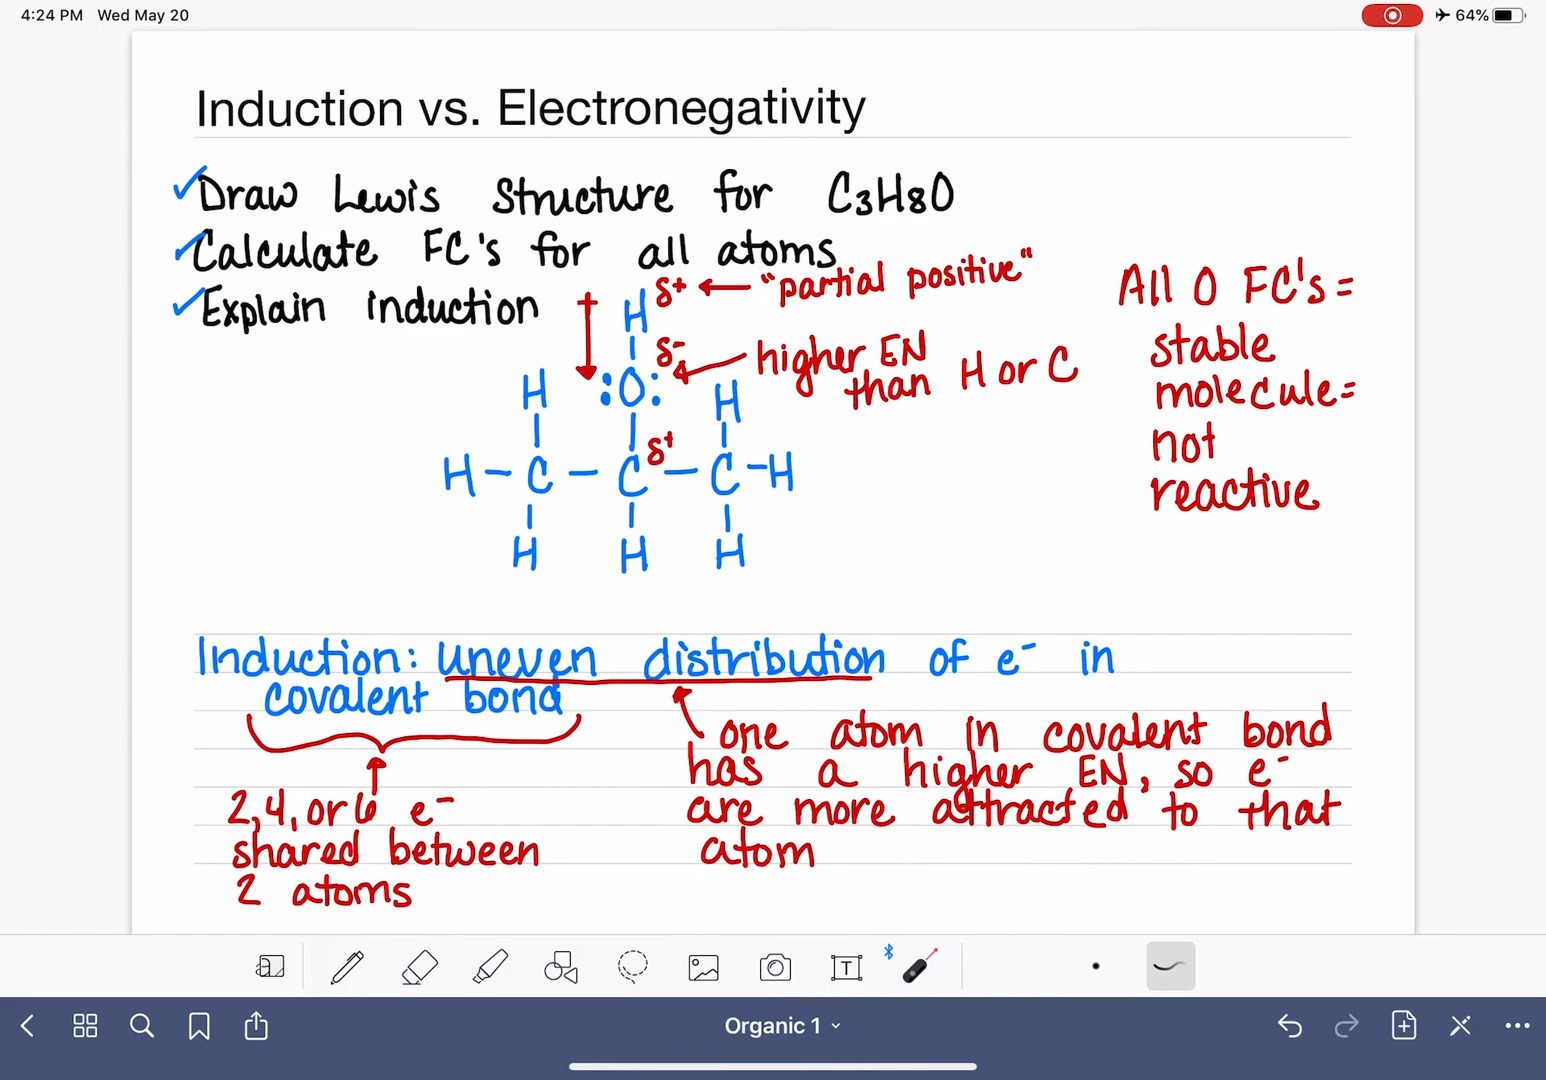 4:24 PM Wed May 20
64%
Induction vs. Electronegativity
Draw Lewis Structure for C3H8O
Calculate FC's for all atoms
Explain induction
H δ+ ← "partial positive"
δ- higher EN
than H or C
H :O: H
δ+
H - C - C - C - H
H H H
All 0 FC's =
stable
molecule =
not
reactive
Induction: uneven distribution of e- in
covalent bond
one atom in covalent bond
has a higher EN, so e-
are more attracted to that
atom
2,4, or 6 e-
shared between
2 atoms
T
Organic 1